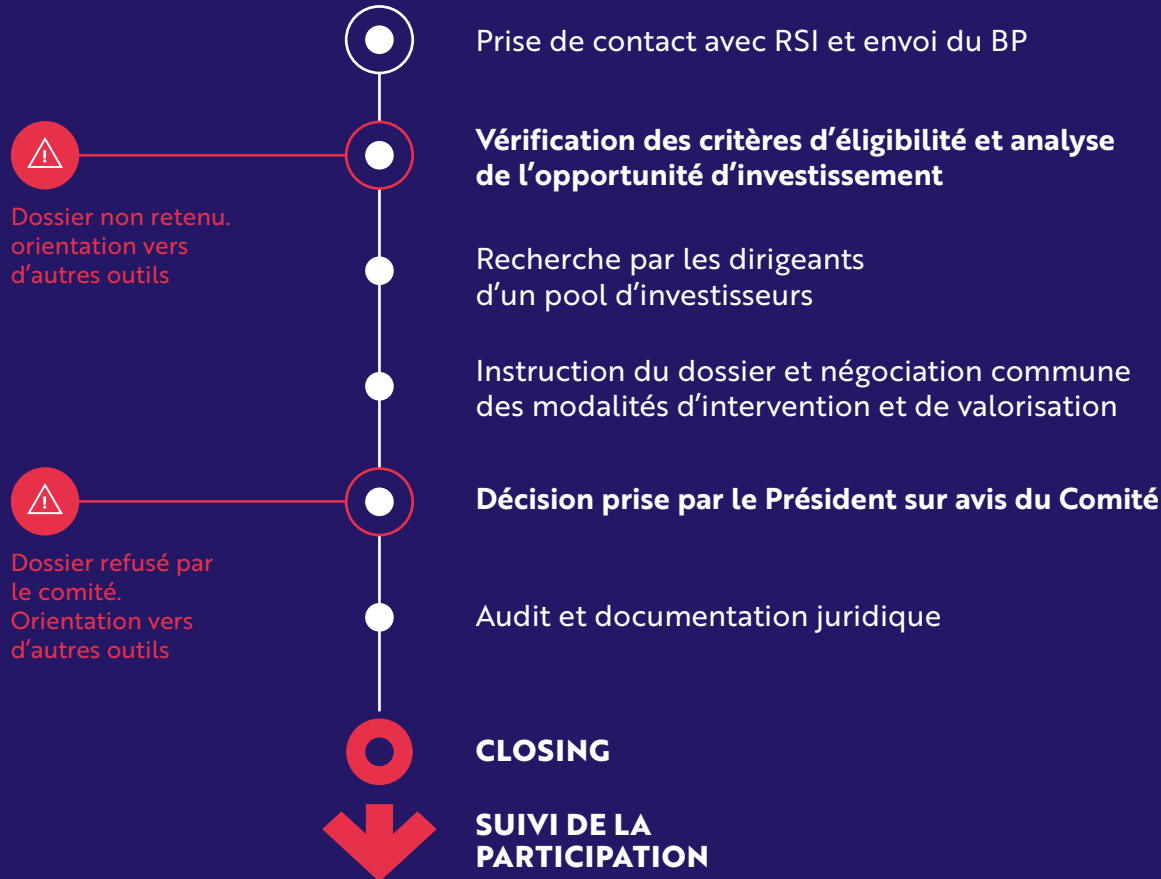 Prise de contact avec RSI et envoi du BP
Vérification des critères d’éligibilité et analyse
de l’opportunité d’investissement
Dossier non retenu.
orientation vers
d’autres outils
Recherche par les dirigeants
d’un pool d’investisseurs
Instruction du dossier et négociation commune
des modalités d’intervention et de valorisation
Décision prise par le Président sur avis du Comité
Dossier refusé par
le comité.
Orientation vers
d’autres outils
Audit et documentation juridique
CLOSING
SUIVI DE LA
PARTICIPATION